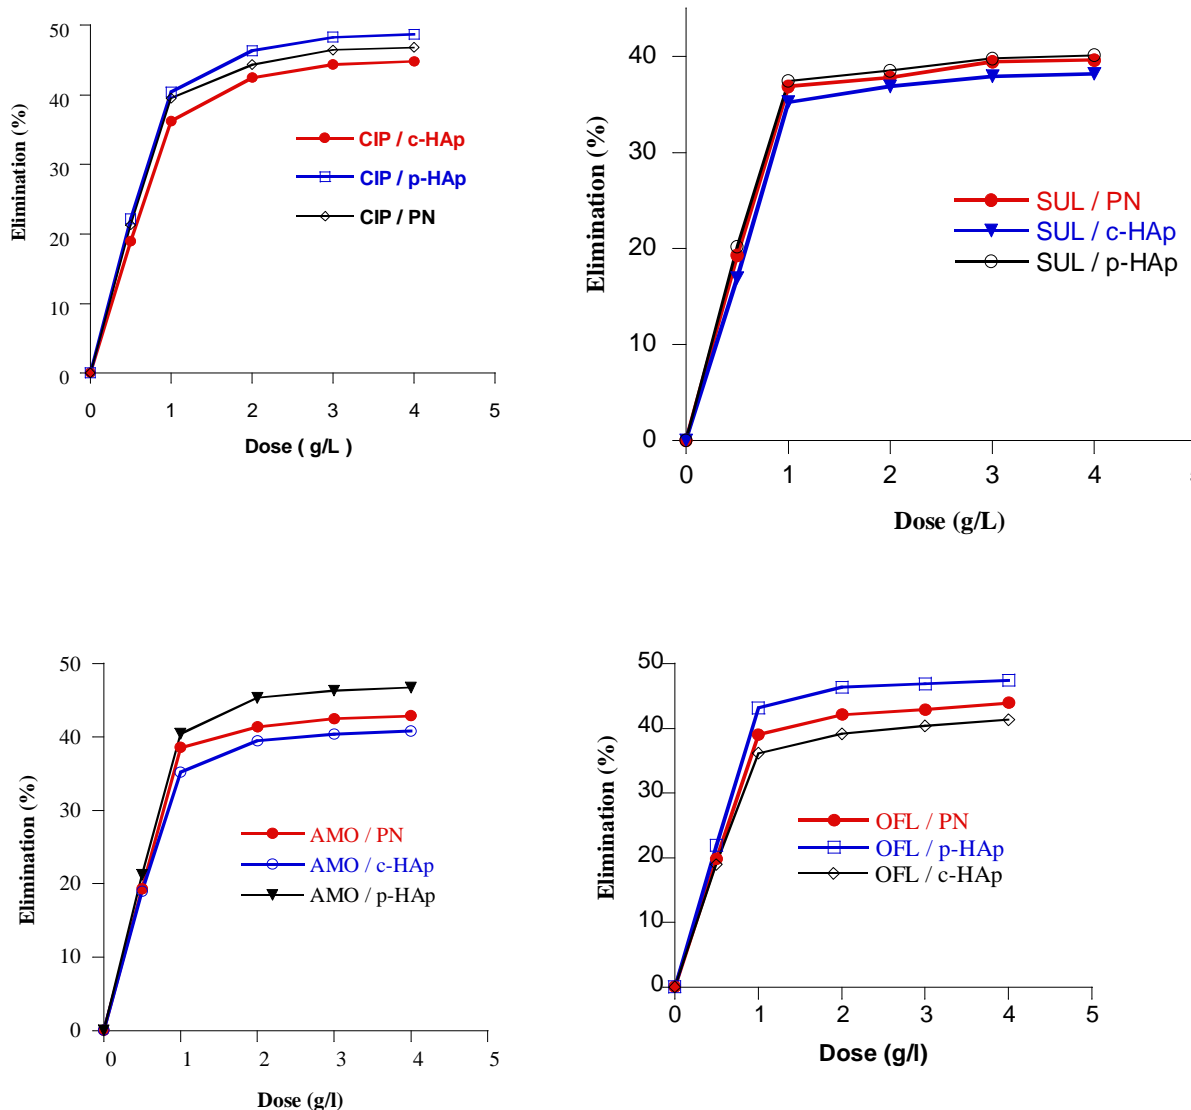 50
40
30
20
10
0
Elimination (%)
CIP / c-HAp
CIP / p-HAp
CIP / PN
0 1 2 3 4 5
Dose ( g/L )
40
30
20
10
0
Elimination (%)
SUL / PN
SUL / c-HAp
SUL / p-HAp
0 1 2 3 4
Dose (g/L)
50
40
30
20
10
0
Elimination (%)
AMO / PN
AMO / c-HAp
AMO / p-HAp
0 1 2 3 4 5
Dose (g/l)
50
40
30
20
10
0
Elimination (%)
OFL / PN
OFL / p-HAp
OFL / c-HAp
0 1 2 3 4 5
Dose (g/l)